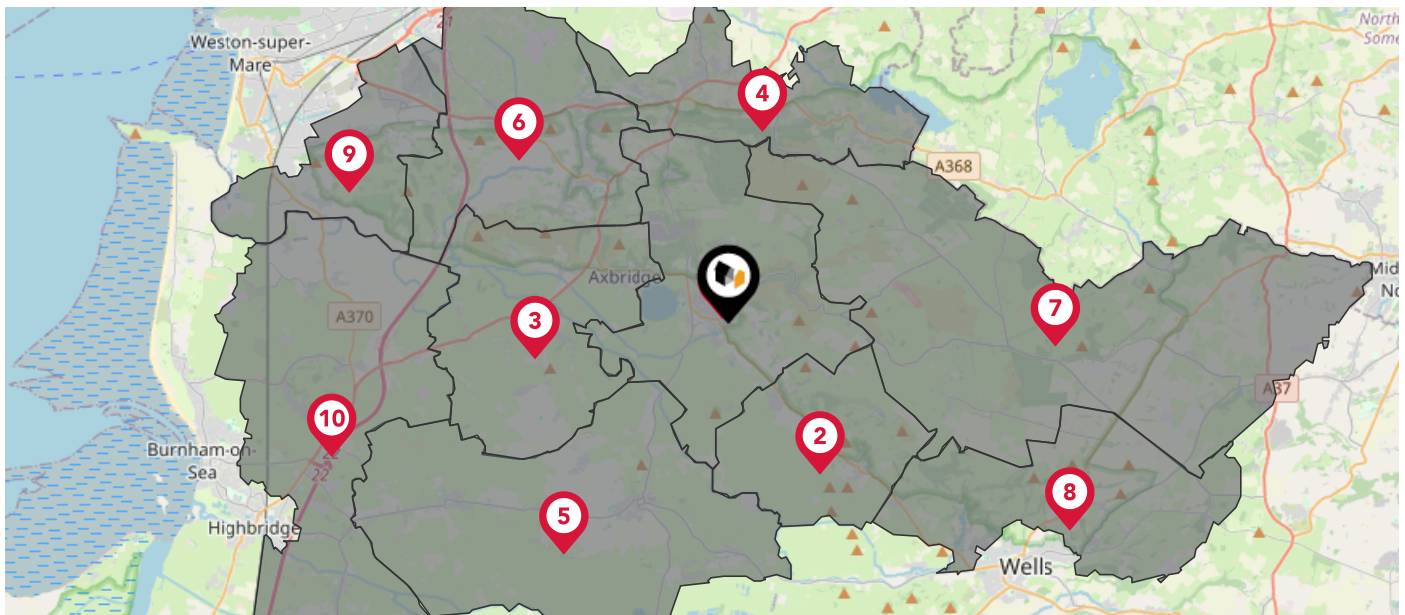 21
Weston-super-
Mare
North
Some
4
6
9
A368
Axbridge
Mid
No
A370
3
7
A37
10
2
Burnham-on-
Sea
22
22
8
5
Highbridge
Wells